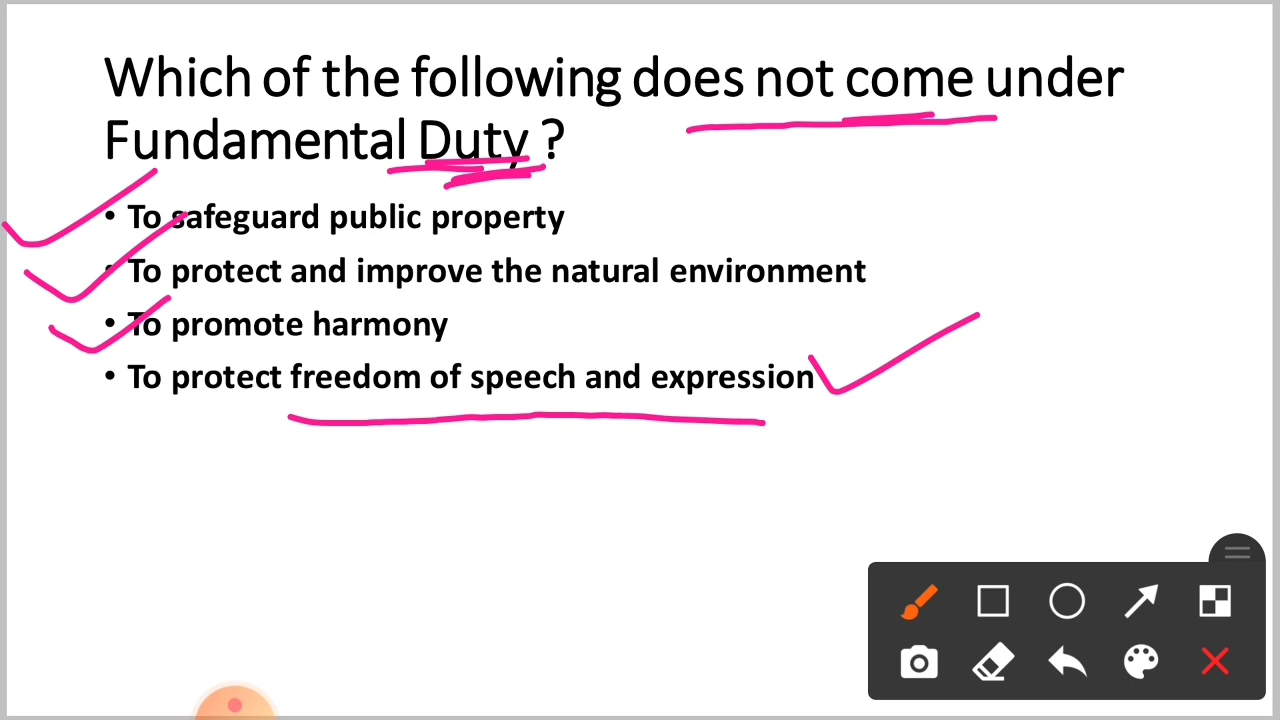 Which of the following does not come under
Fundamental Duty ?
• To safeguard public property
• To protect and improve the natural environment
• To promote harmony
• To protect freedom of speech and expression